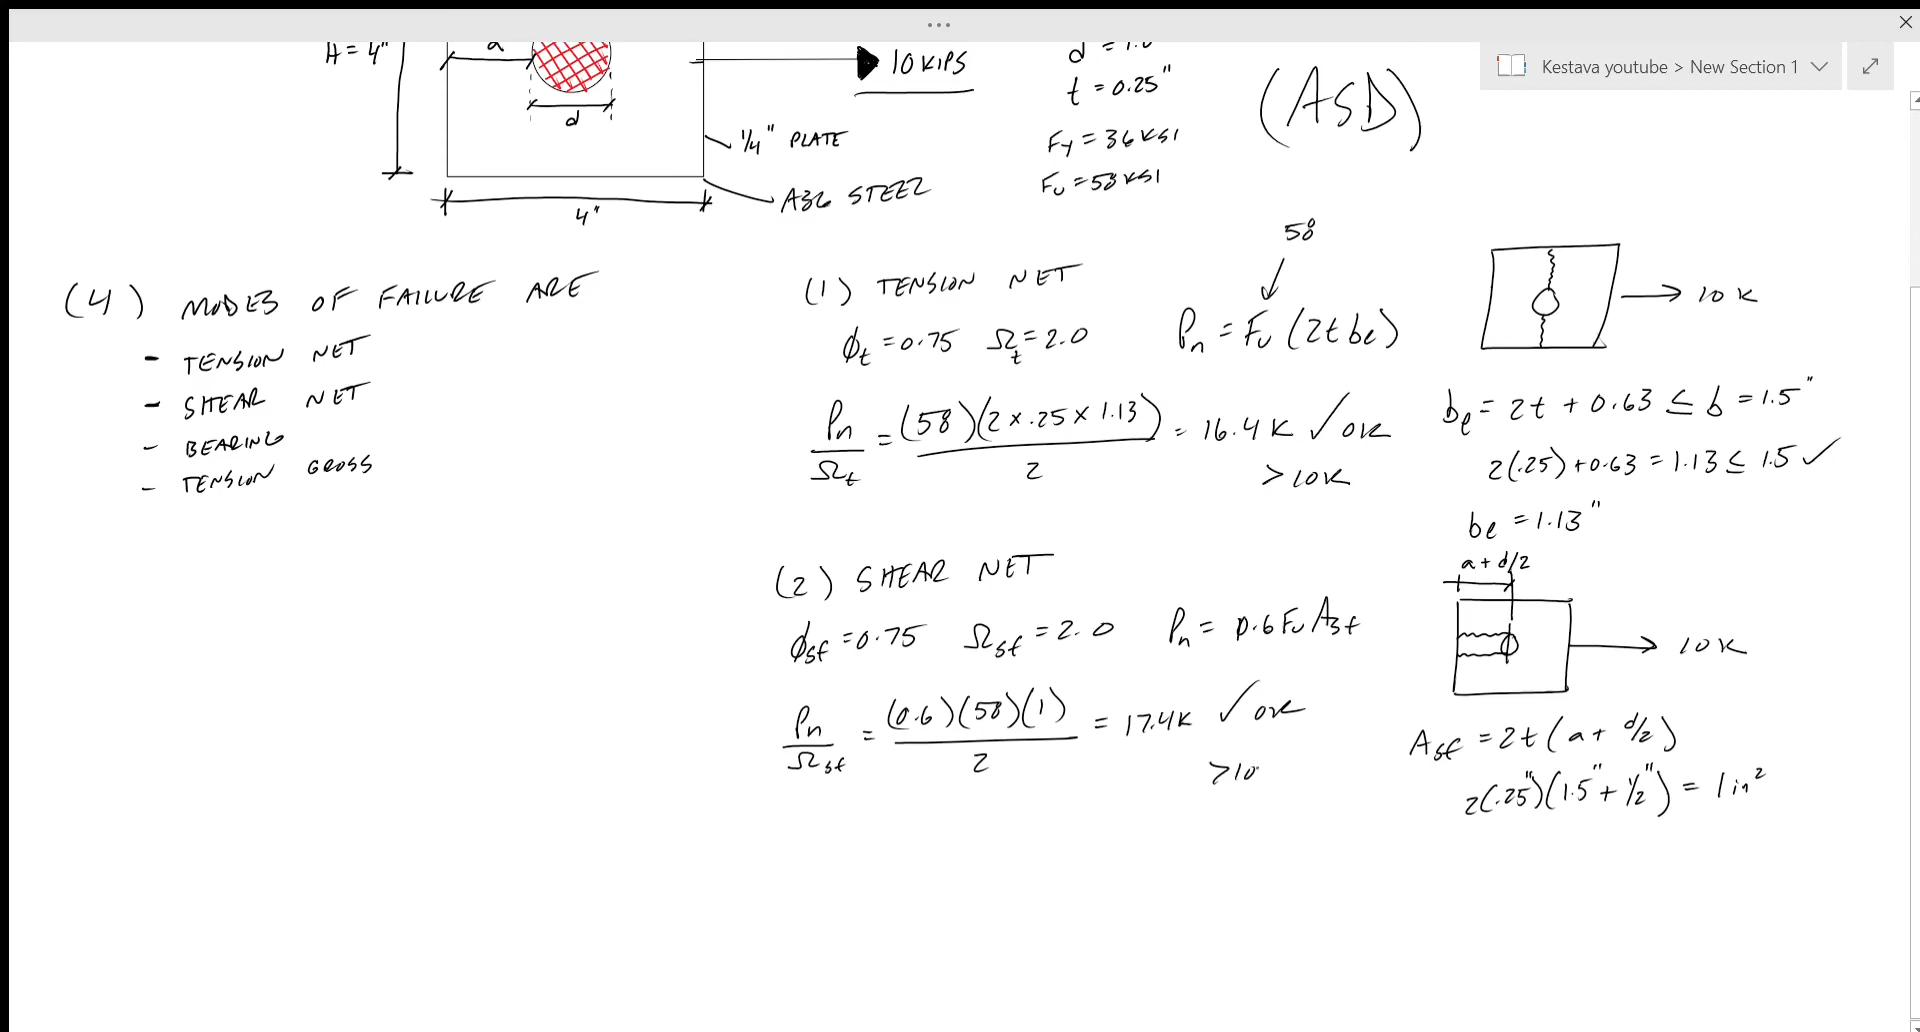 Kestava youtube > New Section 1
H = 4"
a
10 KIPS
d = 1.0
t = 0.25"
(ASD)
d
1/4" PLATE
Fy = 36 KSI
A36 STEEL
Fu = 58 KSI
4"
(4) MODES OF FAILURE ARE
- TENSION NET
- SHEAR NET
- BEARING
- TENSION GROSS
58
(1) TENSION NET
ϕt = 0.75 Ωt = 2.0 Pn = Fu (2t be)
10 K
Pn/Ωt = (58)(2 x .25 x 1.13)/2 = 16.4 K ✓ OK
> 10K
be = 2t + 0.63 ≤ b = 1.5"
2(.25) + 0.63 = 1.13 ≤ 1.5 ✓
be = 1.13"
a + d/2
(2) SHEAR NET
ϕsf = 0.75 Ωsf = 2.0 Pn = 0.6 Fu Asf
10 K
Pn/Ωsf = (0.6)(58)(1)/2 = 17.4K ✓ OK
> 10
Asf = 2t (a + d/2)
2(.25")(1.5" + 1/2") = 1 in²